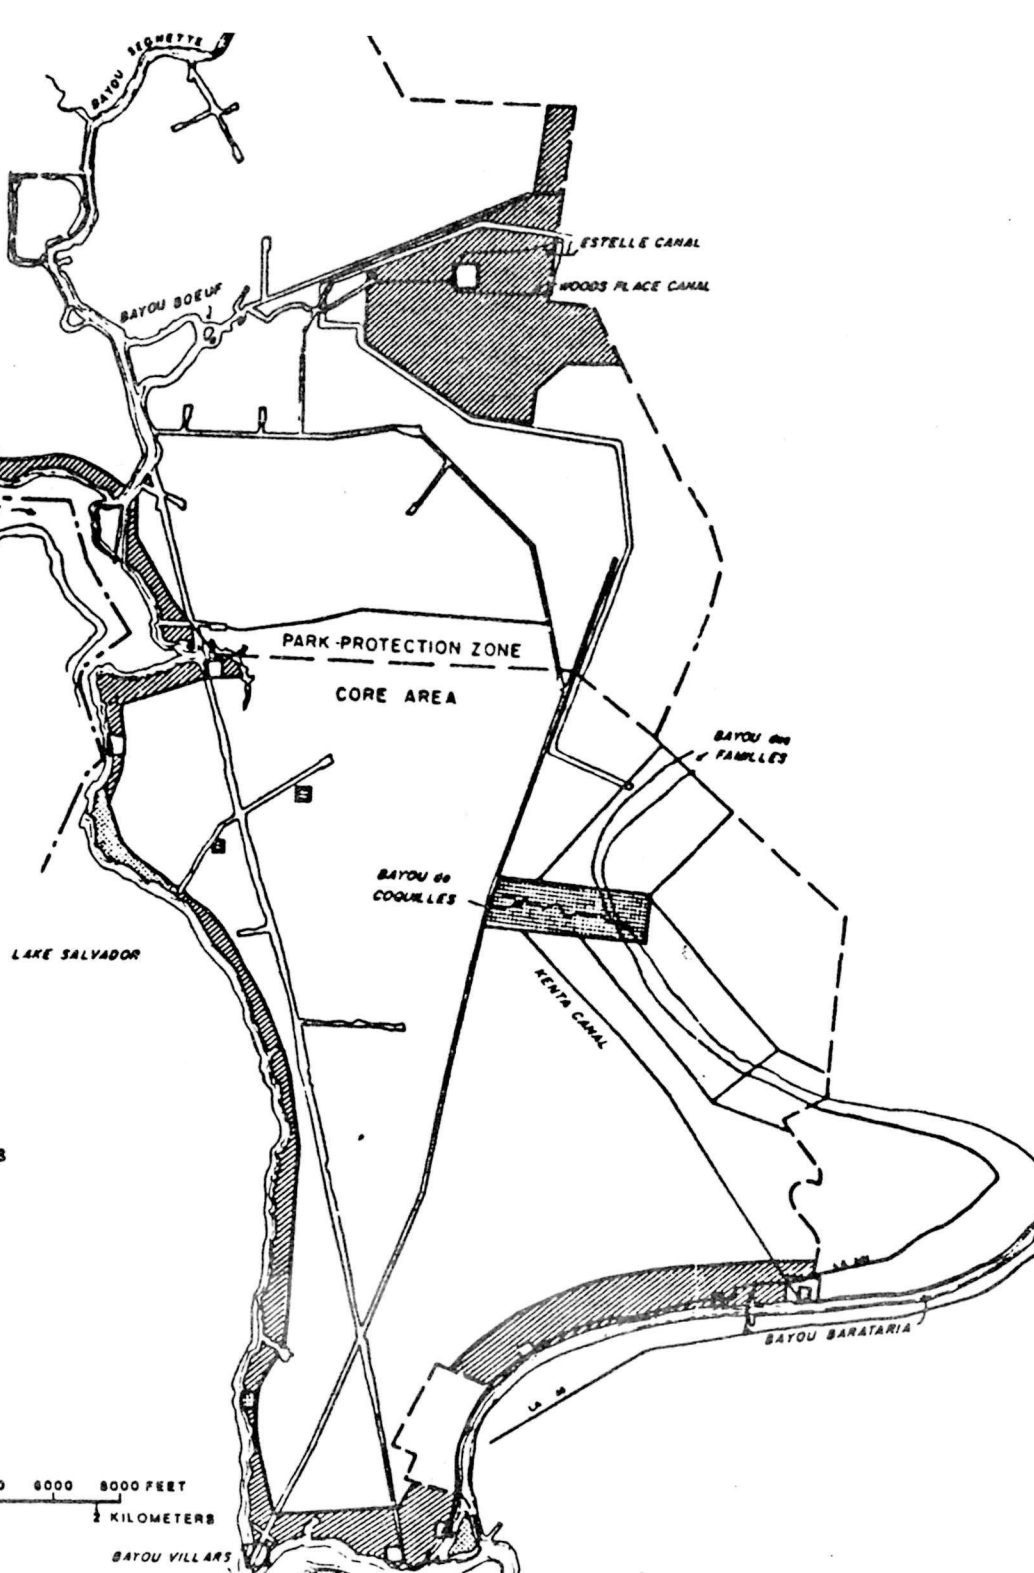 BAYOU SEGNETTE
ESTELLE CANAL
WOODS PLACE CANAL
BAYOU BOEUF
PARK-PROTECTION ZONE
CORE AREA
BAYOU des
FAMILLES
BAYOU de
COQUILLES
LAKE SALVADOR
KENTA CANAL
BAYOU BARATARIA
6000 8000 FEET
2 KILOMETERS
BAYOU VILLARS